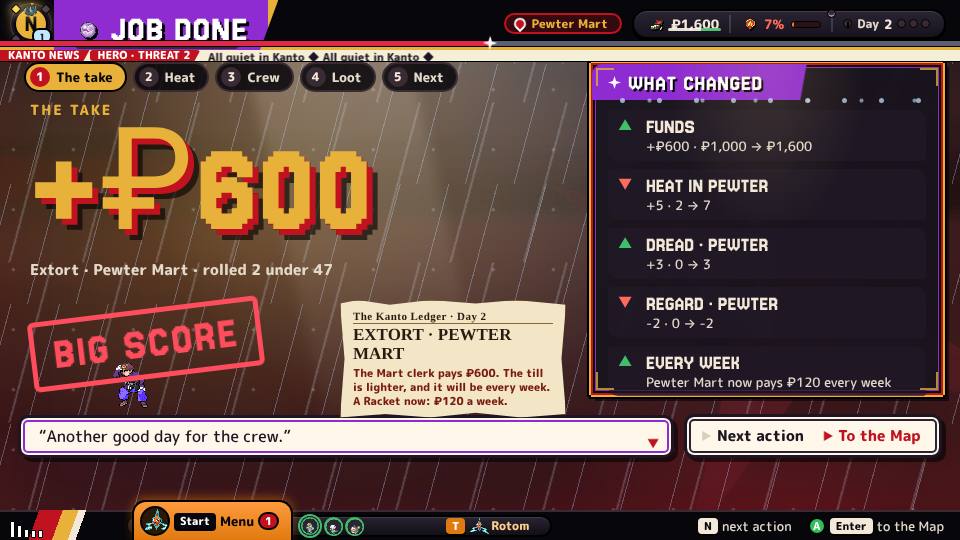 N
JOB DONE
Pewter Mart
₽1,600
7%
Day 2
KANTO NEWS
HERO · THREAT 2
All quiet in Kanto ◆ All quiet in Kanto ◆
1 The take
2 Heat
3 Crew
4 Loot
5 Next
THE TAKE
+₽600
Extort · Pewter Mart · rolled 2 under 47
BIG SCORE
The Kanto Ledger · Day 2
EXTORT · PEWTER
MART
The Mart clerk pays ₽600. The till
is lighter, and it will be every week.
A Racket now: ₽120 a week.
WHAT CHANGED
FUNDS
+₽600 · ₽1,000 → ₽1,600
HEAT IN PEWTER
+5 · 2 → 7
DREAD · PEWTER
+3 · 0 → 3
REGARD · PEWTER
-2 · 0 → -2
EVERY WEEK
Pewter Mart now pays ₽120 every week
“Another good day for the crew.”
Next action
To the Map
Start Menu 1
T Rotom
N next action
A Enter to the Map